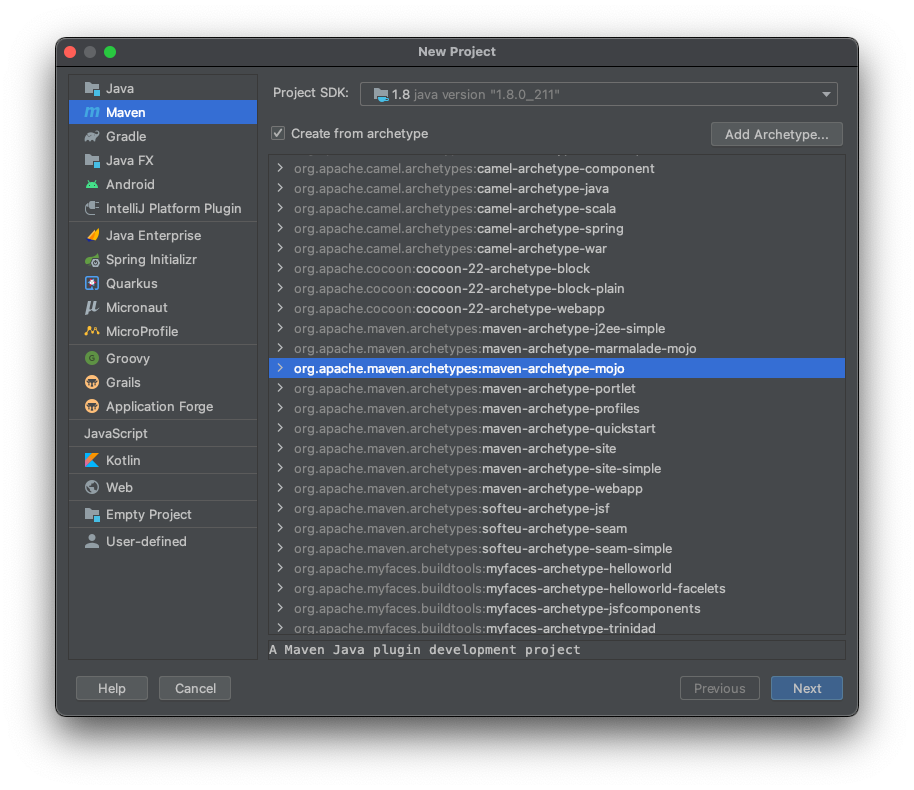 New Project
Java
Maven
Gradle
Java FX
Android
IntelliJ Platform Plugin
Java Enterprise
Spring Initializr
Quarkus
Micronaut
MicroProfile
Groovy
Grails
Application Forge
JavaScript
Kotlin
Web
Empty Project
User-defined
Project SDK: 1.8 java version "1.8.0_211"
Create from archetype
Add Archetype...
org.apache.camel.archetypes:camel-archetype-component
org.apache.camel.archetypes:camel-archetype-java
org.apache.camel.archetypes:camel-archetype-scala
org.apache.camel.archetypes:camel-archetype-spring
org.apache.camel.archetypes:camel-archetype-war
org.apache.cocoon:cocoon-22-archetype-block
org.apache.cocoon:cocoon-22-archetype-block-plain
org.apache.cocoon:cocoon-22-archetype-webapp
org.apache.maven.archetypes:maven-archetype-j2ee-simple
org.apache.maven.archetypes:maven-archetype-marmalade-mojo
org.apache.maven.archetypes:maven-archetype-mojo
org.apache.maven.archetypes:maven-archetype-portlet
org.apache.maven.archetypes:maven-archetype-profiles
org.apache.maven.archetypes:maven-archetype-quickstart
org.apache.maven.archetypes:maven-archetype-site
org.apache.maven.archetypes:maven-archetype-site-simple
org.apache.maven.archetypes:maven-archetype-webapp
org.apache.maven.archetypes:softeu-archetype-jsf
org.apache.maven.archetypes:softeu-archetype-seam
org.apache.maven.archetypes:softeu-archetype-seam-simple
org.apache.myfaces.buildtools:myfaces-archetype-helloworld
org.apache.myfaces.buildtools:myfaces-archetype-helloworld-facelets
org.apache.myfaces.buildtools:myfaces-archetype-jsfcomponents
org.apache.myfaces.buildtools:myfaces-archetype-trinidad
A Maven Java plugin development project
Help
Cancel
Previous
Next